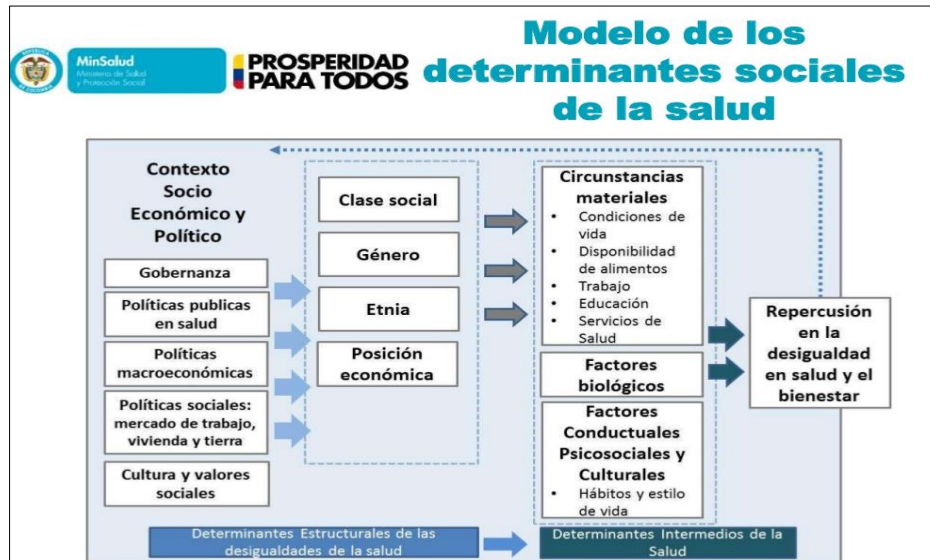 Modelo de los
determinantes sociales
de la salud
MinSalud
Ministerio de Salud
y Protección Social
PROSPERIDAD
PARA TODOS
Contexto
Socio
Económico y
Político
Gobernanza
Políticas publicas
en salud
Políticas
macroeconómicas
Políticas sociales:
mercado de trabajo,
vivienda y tierra
Cultura y valores
sociales
Clase social
Género
Etnia
Posición
económica
Circunstancias
materiales
• Condiciones de
vida
• Disponibilidad
de alimentos
• Trabajo
• Educación
• Servicios de
Salud
Factores
biológicos
Factores
Conductuales
Psicosociales y
Culturales
• Hábitos y estilo
de vida
Repercusión
en la
desigualdad
en salud y el
bienestar
Determinantes Estructurales de las
desigualdades de la salud
Determinantes Intermedios de la
Salud